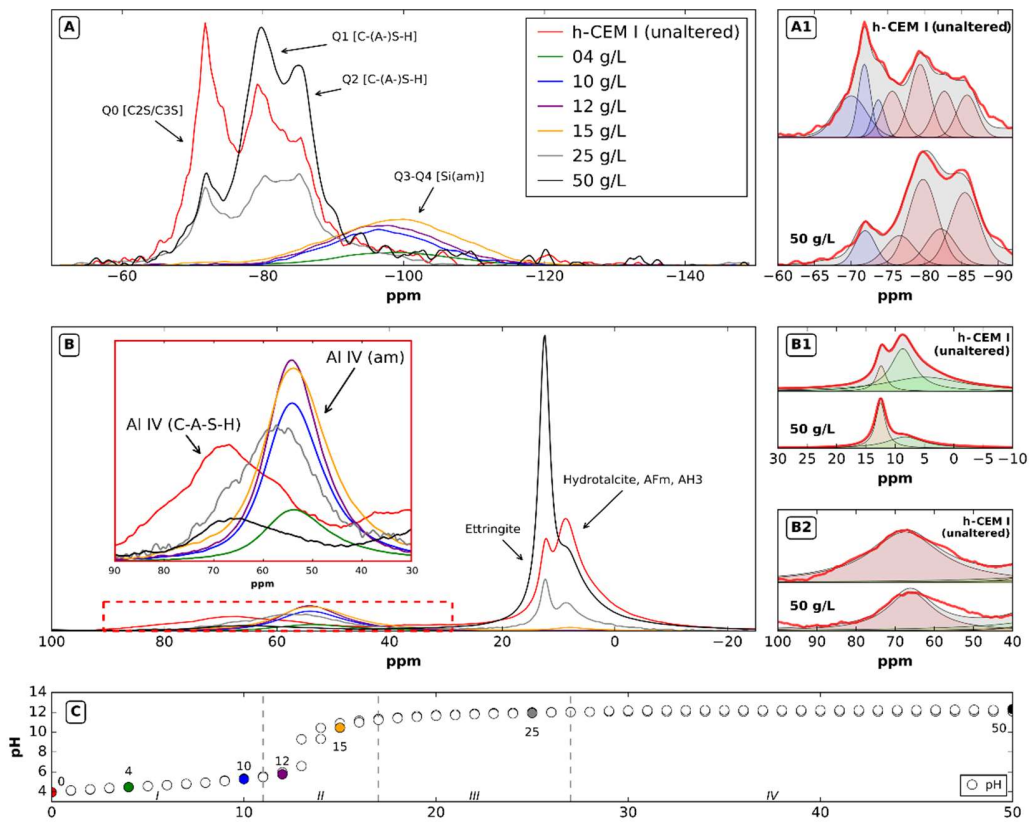 A
Q1 [C-(A-)S-H]
Q2 [C-(A-)S-H]
Q0 [C2S/C3S]
Q3-Q4 [Si(am)]
h-CEM I (unaltered)
04 g/L
10 g/L
12 g/L
15 g/L
25 g/L
50 g/L
−60 −80 −100 −120 −140
ppm
A1
h-CEM I (unaltered)
50 g/L
−60 −65 −70 −75 −80 −85 −90
ppm
B
Al IV (am)
Al IV (C-A-S-H)
90 80 70 60 50 40 30
ppm
Hydrotalcite, AFm, AH3
Ettringite
100 80 60 40 20 0 −20
ppm
B1
h-CEM I
(unaltered)
50 g/L
30 25 20 15 10 5 0 −5 −10
ppm
B2
h-CEM I
(unaltered)
50 g/L
100 90 80 70 60 50 40
ppm
C
pH
14
12
10
8
6
4
0
4
10
12
15
25
50
I
II
III
IV
pH
0 10 20 30 40 50